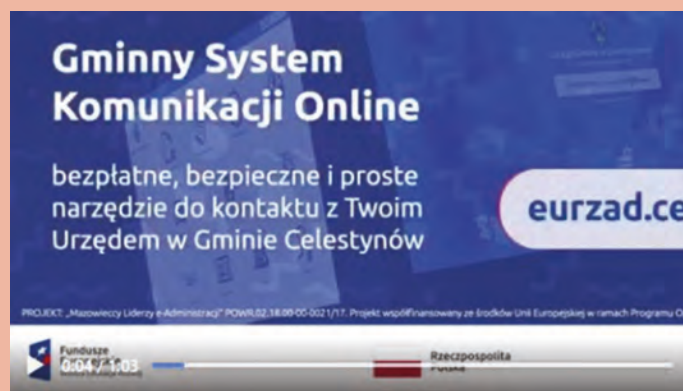 Gminny System
Komunikacji Online
bezpłatne, bezpieczne i proste
narzędzie do kontaktu z Twoim
Urzędem w Gminie Celestynów
eurzad.ce
PROJEKT: „Mazowieccy Liderzy e-Administracji" POWR.02.18.00-00-0021/17. Projekt współfinansowany ze środków Unii Europejskiej w ramach Programu O
Fundusze
Europejskie
0:04 / 1:03
Rzeczpospolita
Polska